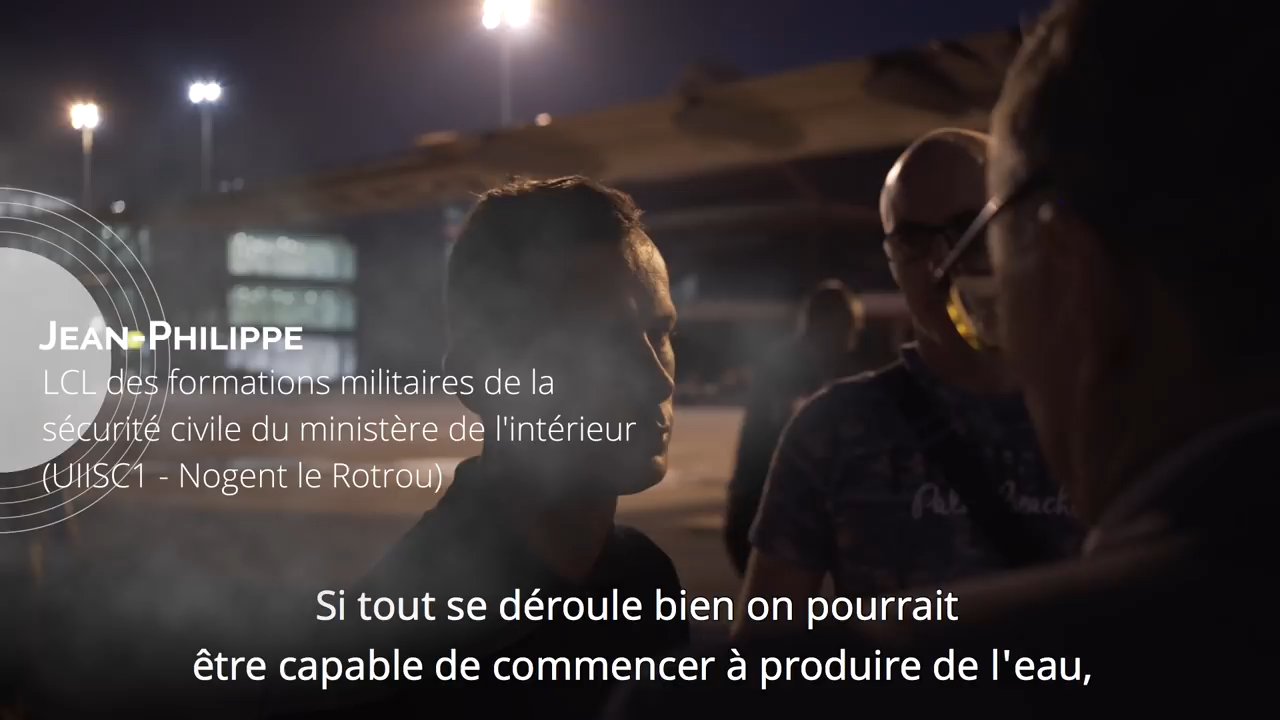 Jean-Philippe
LCL des formations militaires de la
sécurité civile du ministère de l'intérieur
(UIISC1 - Nogent le Rotrou)
Si tout se déroule bien on pourrait
être capable de commencer à produire de l'eau,